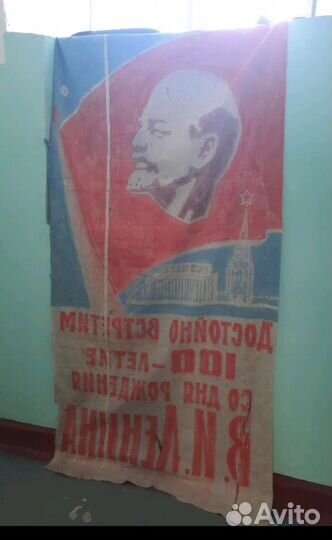 ДОСТОЙНО ВСТРЕТИМ
100-ЛЕТИЕ
СО ДНЯ РОЖДЕНИЯ
В.И. ЛЕНИНА
Avito